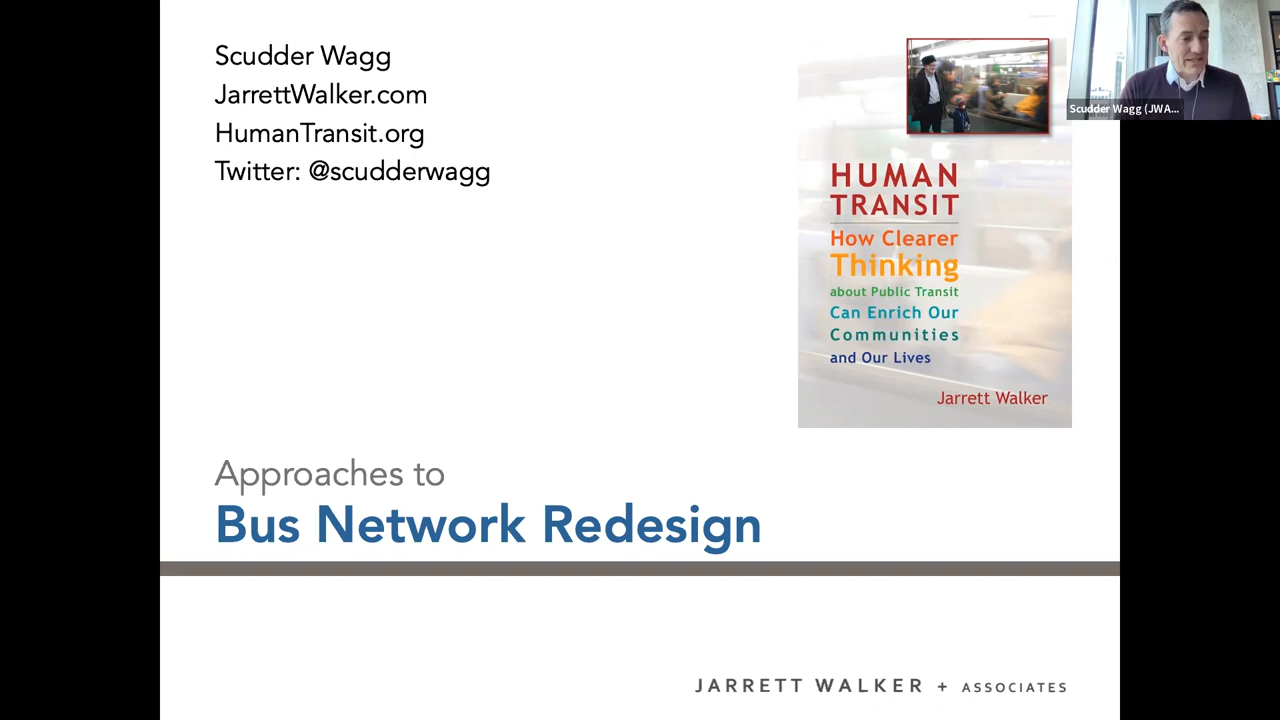 Scudder Wagg
JarrettWalker.com
HumanTransit.org
Twitter: @scudderwagg
Scudder Wagg (JWA...
HUMAN
TRANSIT
How Clearer
Thinking
about Public Transit
Can Enrich Our
Communities
and Our Lives
Jarrett Walker
Approaches to
Bus Network Redesign
JARRETT WALKER + ASSOCIATES